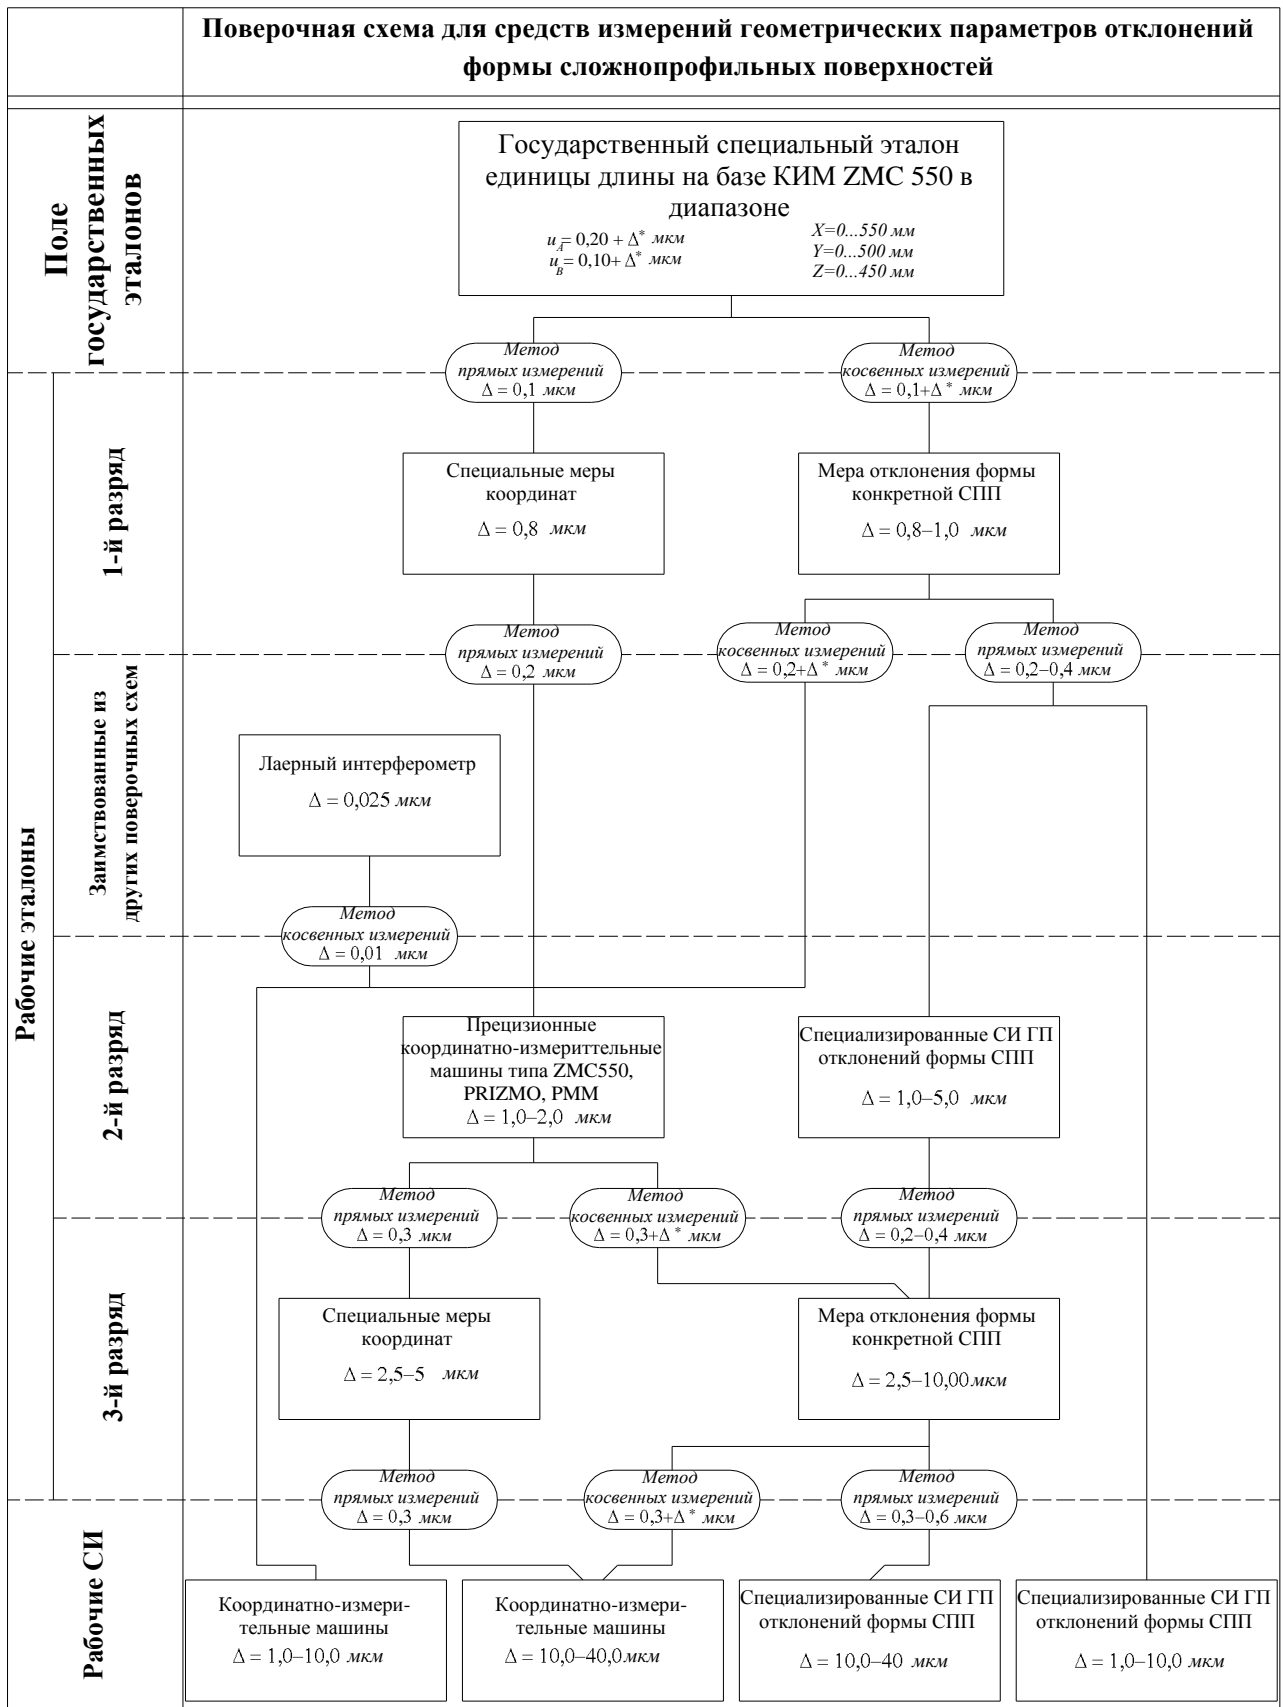 Поверочная схема для средств измерений геометрических параметров отклонений
формы сложнопрофильных поверхностей
Поле
государственных
эталонов
Государственный специальный эталон
единицы длины на базе КИМ ZMC 550 в
диапазоне
u_A = 0,20 + Δ* мкм
u_B = 0,10+ Δ* мкм
X=0...550 мм
Y=0...500 мм
Z=0...450 мм
Метод
прямых измерений
Δ = 0,1 мкм
Метод
косвенных измерений
Δ = 0,1+Δ* мкм
Рабочие эталоны
1-й разряд
Специальные меры
координат
Δ = 0,8 мкм
Мера отклонения формы
конкретной СПП
Δ = 0,8–1,0 мкм
Метод
прямых измерений
Δ = 0,2 мкм
Метод
косвенных измерений
Δ = 0,2+Δ* мкм
Метод
прямых измерений
Δ = 0,2–0,4 мкм
Заимствованные из
других поверочных схем
Лаерный интерферометр
Δ = 0,025 мкм
Метод
косвенных измерений
Δ = 0,01 мкм
2-й разряд
Прецизионные
координатно-измериттельные
машины типа ZMC550,
PRIZMO, PMM
Δ = 1,0–2,0 мкм
Специализированные СИ ГП
отклонений формы СПП
Δ = 1,0–5,0 мкм
Метод
прямых измерений
Δ = 0,3 мкм
Метод
косвенных измерений
Δ = 0,3+Δ* мкм
Метод
прямых измерений
Δ = 0,2–0,4 мкм
3-й разряд
Специальные меры
координат
Δ = 2,5–5 мкм
Мера отклонения формы
конкретной СПП
Δ = 2,5–10,00 мкм
Метод
прямых измерений
Δ = 0,3 мкм
Метод
косвенных измерений
Δ = 0,3+Δ* мкм
Метод
прямых измерений
Δ = 0,3–0,6 мкм
Рабочие СИ
Координатно-измери-
тельные машины
Δ = 1,0–10,0 мкм
Координатно-измери-
тельные машины
Δ = 10,0–40,0 мкм
Специализированные СИ ГП
отклонений формы СПП
Δ = 10,0–40 мкм
Специализированные СИ ГП
отклонений формы СПП
Δ = 1,0–10,0 мкм